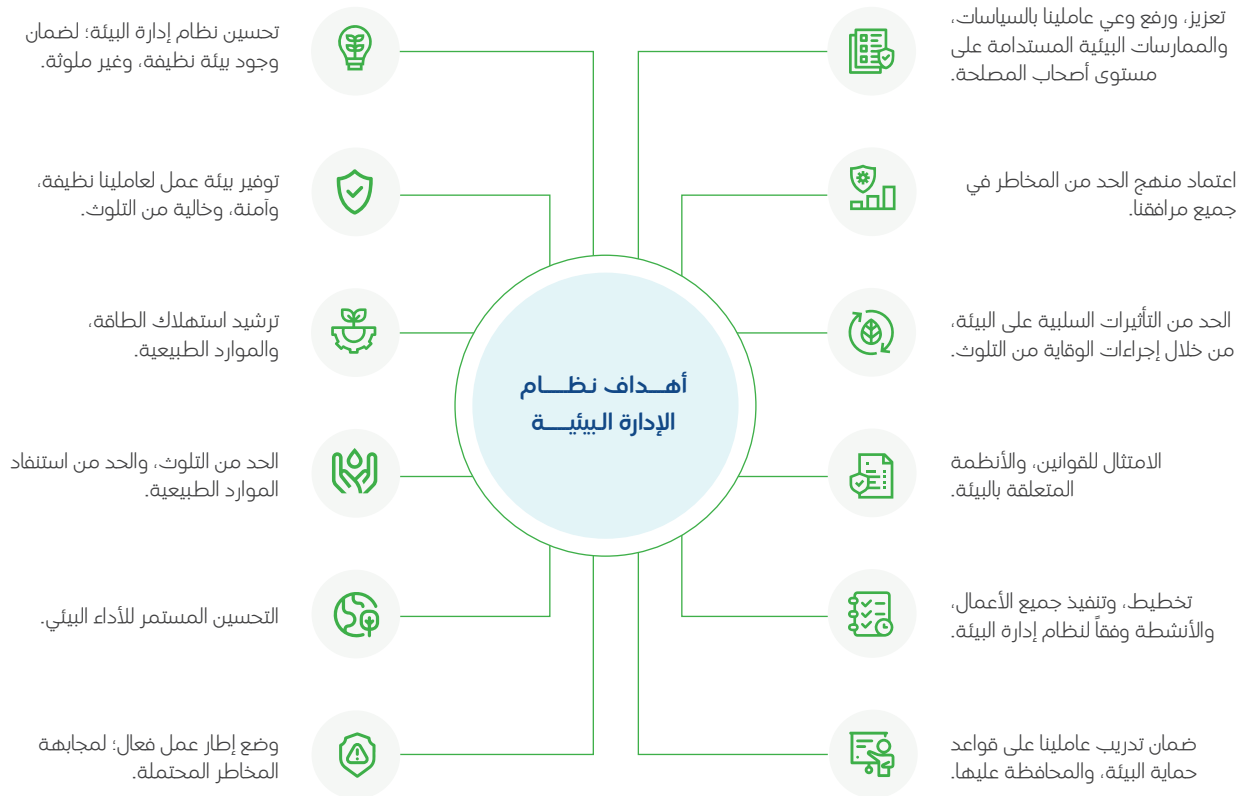 أهــداف نظــام
الإدارة البيئيــة
تعزيز، ورفع وعي عاملينا بالسياسات،
والممارسات البيئية المستدامة على
مستوى أصحاب المصلحة.
اعتماد منهج الحد من المخاطر في
جميع مرافقنا.
الحد من التأثيرات السلبية على البيئة،
من خلال إجراءات الوقاية من التلوث.
الامتثال للقوانين، والأنظمة
المتعلقة بالبيئة.
تخطيط، وتنفيذ جميع الأعمال،
والأنشطة وفقاً لنظام إدارة البيئة.
ضمان تدريب عاملينا على قواعد
حماية البيئة، والمحافظة عليها.
تحسين نظام إدارة البيئة؛ لضمان
وجود بيئة نظيفة، وغير ملوثة.
توفير بيئة عمل لعاملينا نظيفة،
وآمنة، وخالية من التلوث.
ترشيد استهلاك الطاقة،
والموارد الطبيعية.
الحد من التلوث، والحد من استنفاد
الموارد الطبيعية.
التحسين المستمر للأداء البيئي.
وضع إطار عمل فعال؛ لمجابهة
المخاطر المحتملة.